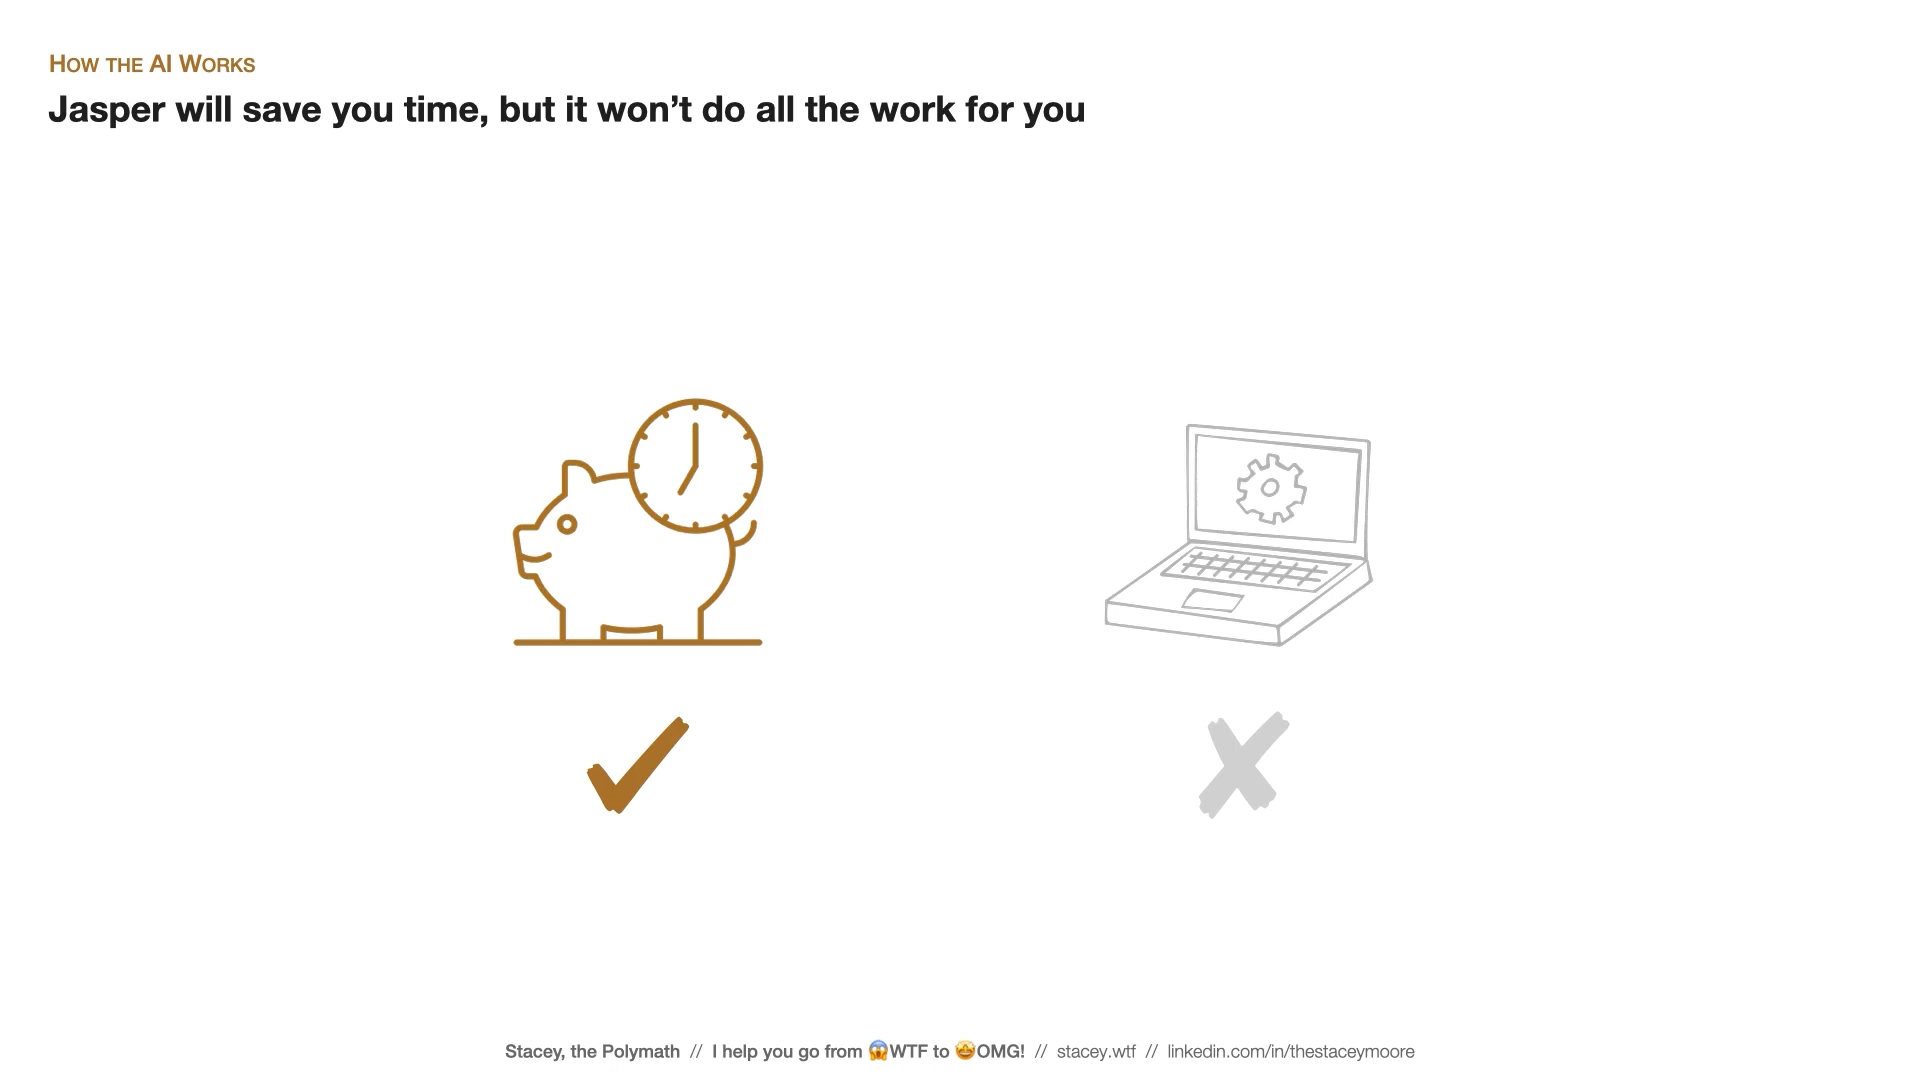 How the AI Works
Jasper will save you time, but it won’t do all the work for you
Stacey, the Polymath // I help you go from 😱WTF to 🤩OMG! // stacey.wtf // linkedin.com/in/thestaceymoore